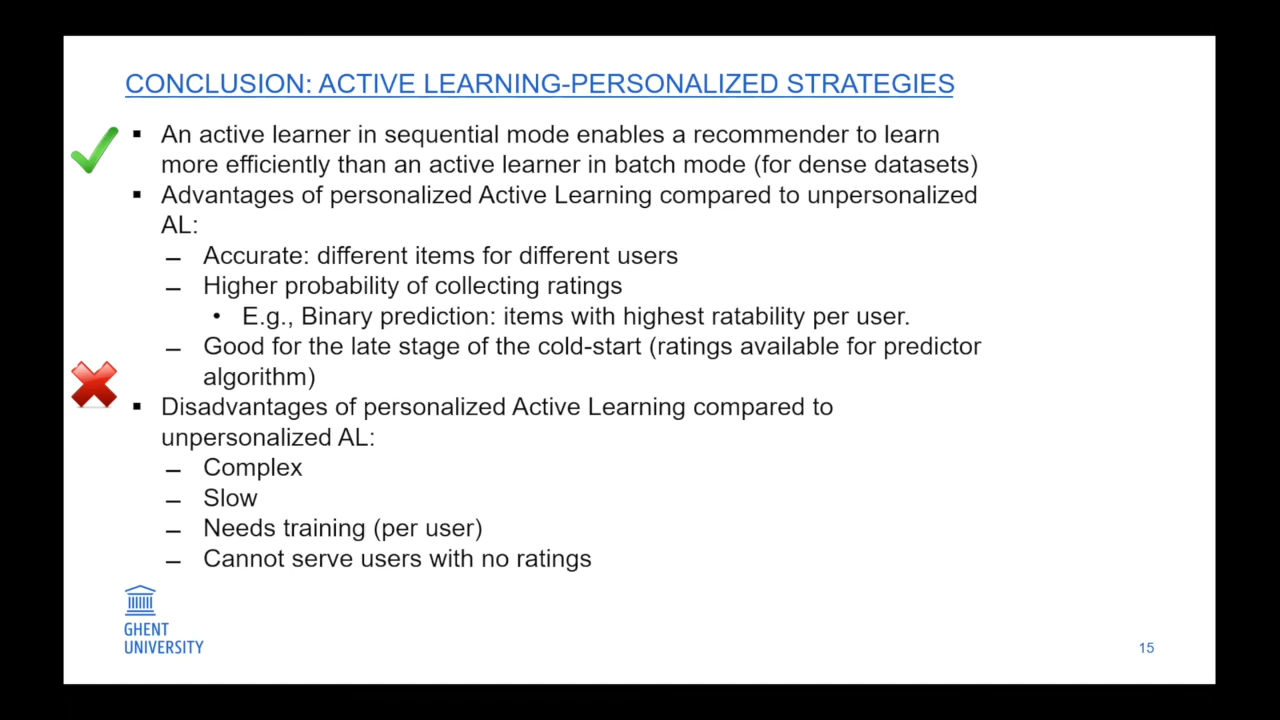 CONCLUSION: ACTIVE LEARNING-PERSONALIZED STRATEGIES
▪ An active learner in sequential mode enables a recommender to learn
more efficiently than an active learner in batch mode (for dense datasets)
▪ Advantages of personalized Active Learning compared to unpersonalized
AL:
– Accurate: different items for different users
– Higher probability of collecting ratings
• E.g., Binary prediction: items with highest ratability per user.
– Good for the late stage of the cold-start (ratings available for predictor
algorithm)
▪ Disadvantages of personalized Active Learning compared to
unpersonalized AL:
– Complex
– Slow
– Needs training (per user)
– Cannot serve users with no ratings
GHENT
UNIVERSITY
15